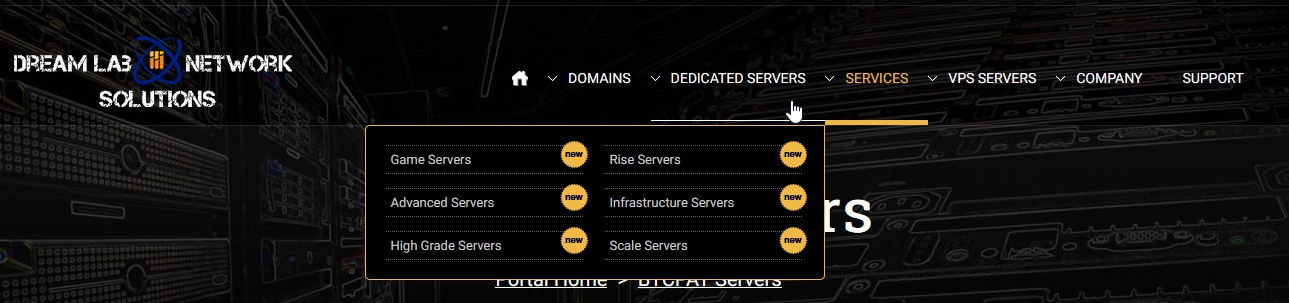 DREAM LAB NETWORK
SOLUTIONS
DOMAINS
DEDICATED SERVERS
SERVICES
VPS SERVERS
COMPANY
SUPPORT
Game Servers new
Rise Servers new
Advanced Servers new
Infrastructure Servers new
High Grade Servers new
Scale Servers new
rs
Portal Home > BTCPAY Servers